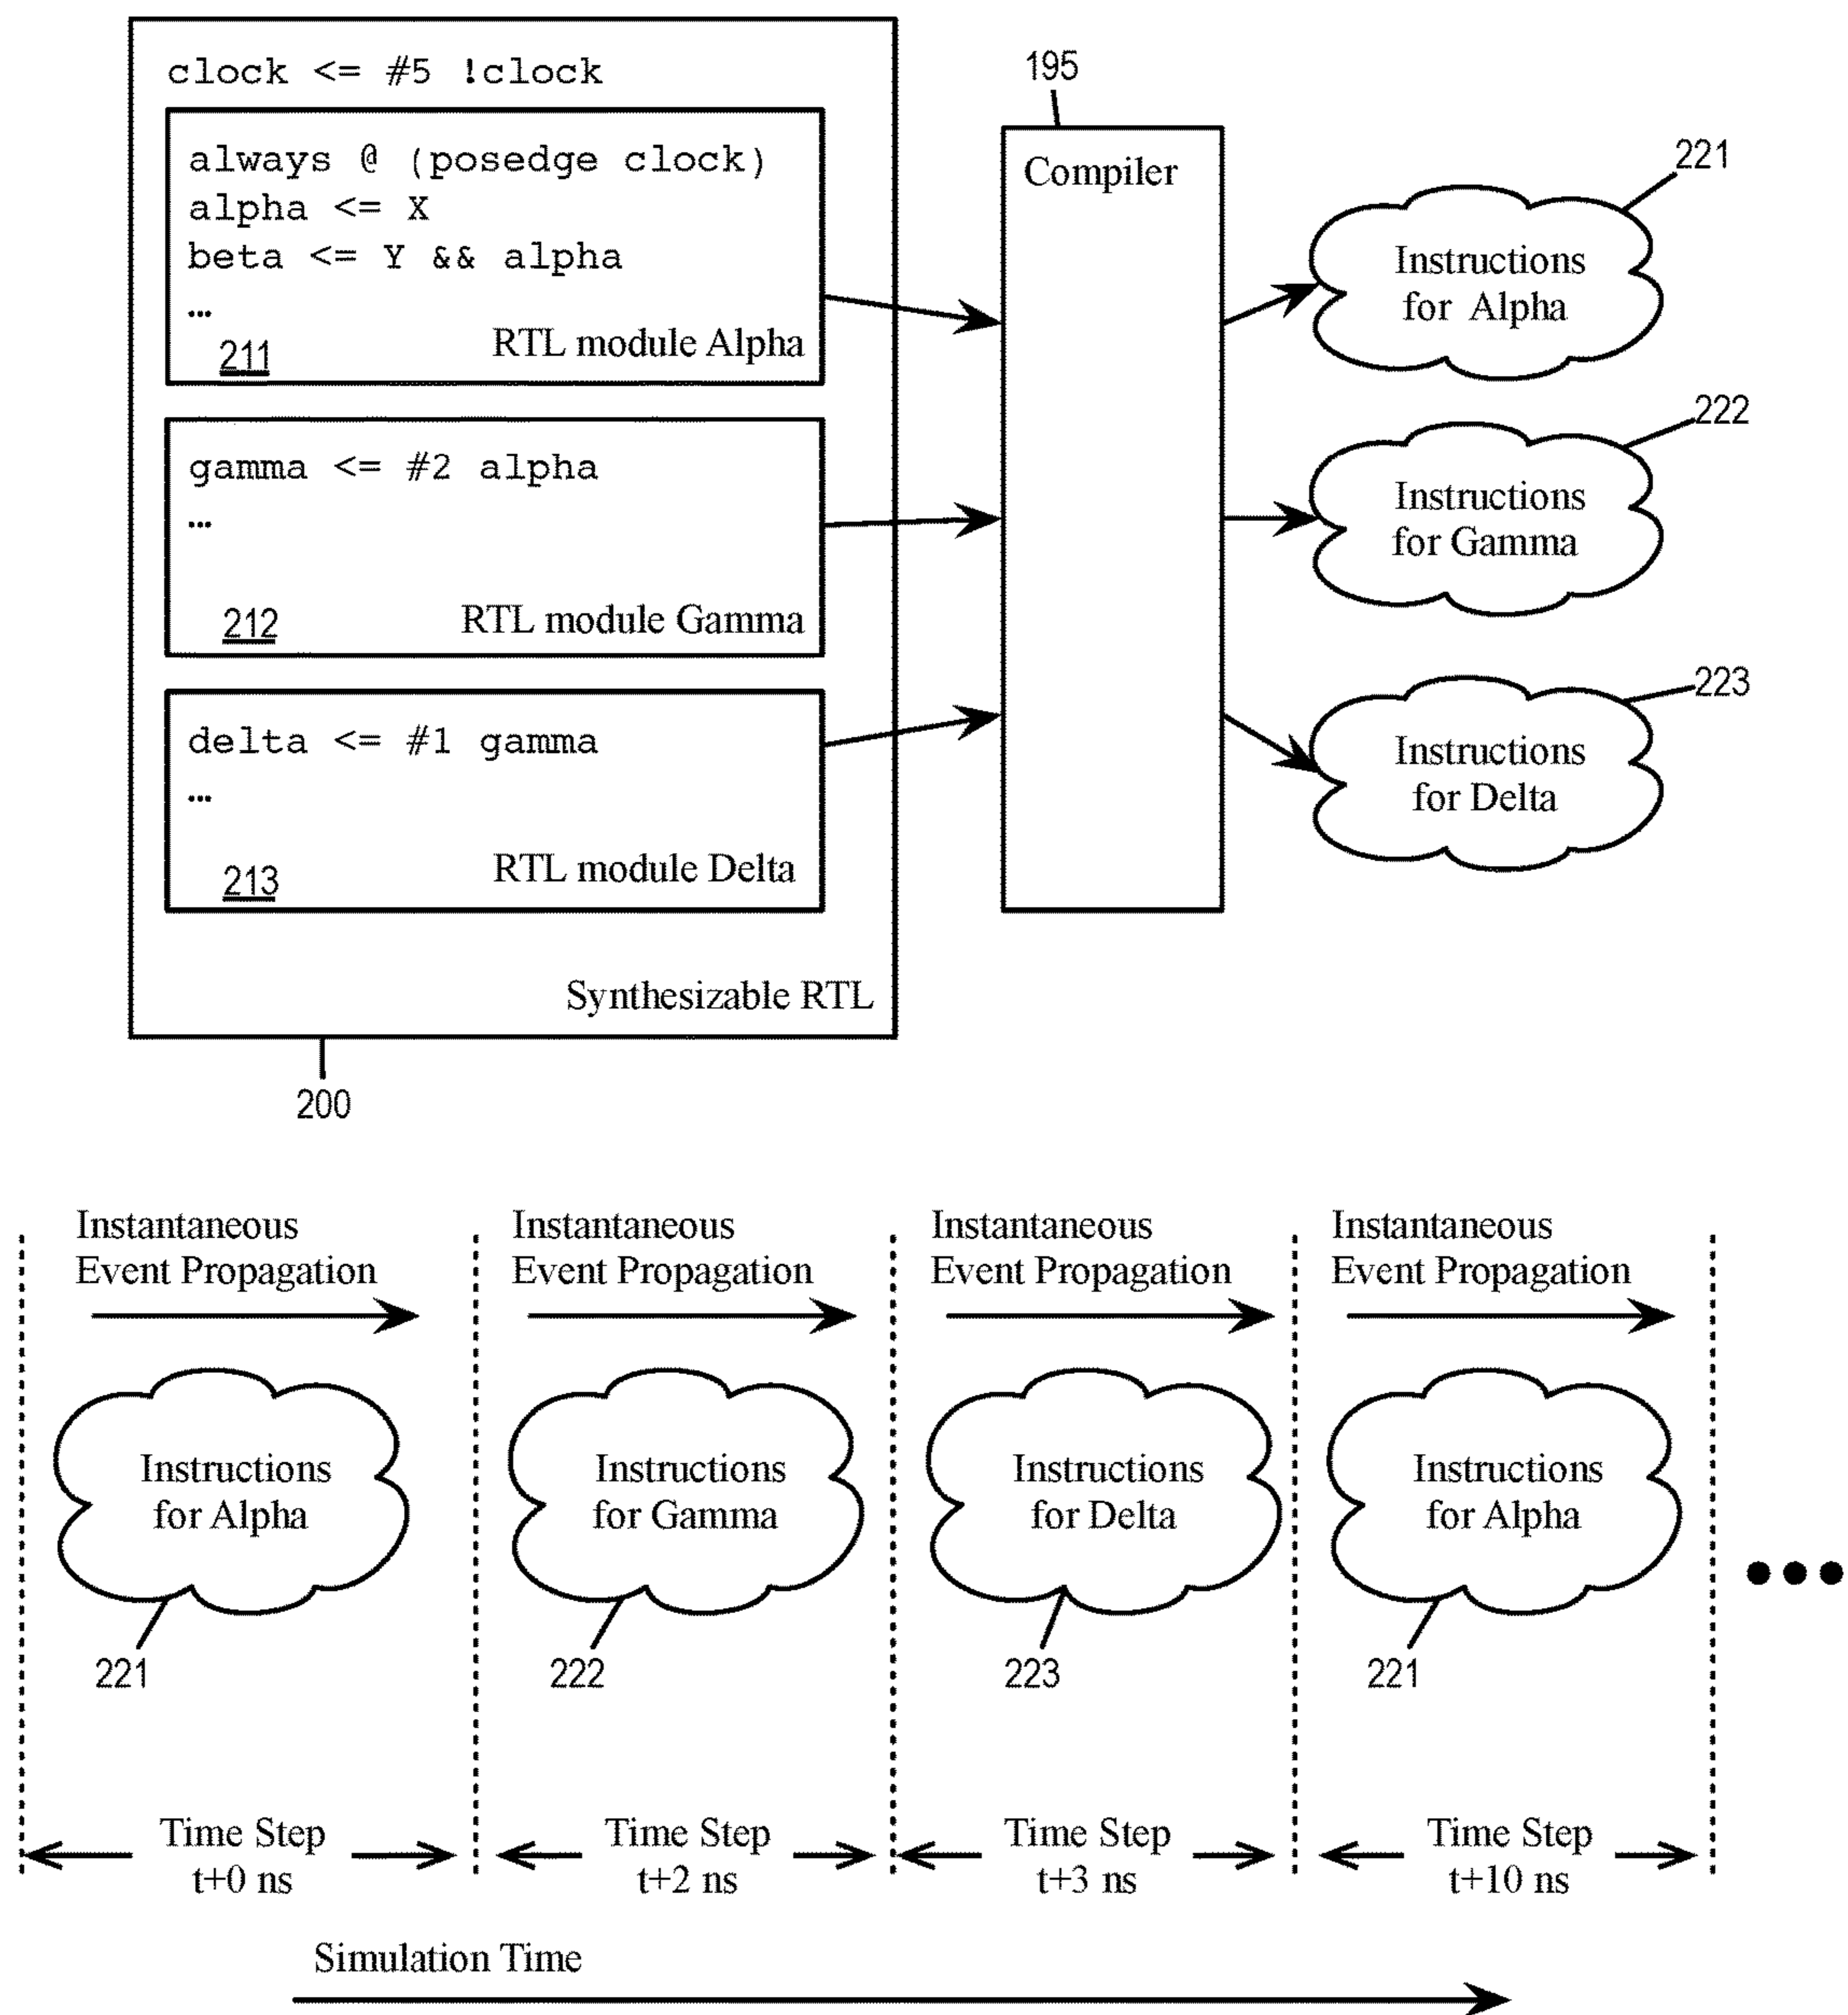 clock <= #5 !clock
always @ (posedge clock)
alpha <= X
beta <= Y && alpha
...
211
RTL module Alpha
gamma <= #2 alpha
...
212
RTL module Gamma
delta <= #1 gamma
...
213
RTL module Delta
Synthesizable RTL
200
195
Compiler
221
Instructions
for Alpha
222
Instructions
for Gamma
223
Instructions
for Delta
Instantaneous
Event Propagation
Instantaneous
Event Propagation
Instantaneous
Event Propagation
Instantaneous
Event Propagation
Instructions
for Alpha
Instructions
for Gamma
Instructions
for Delta
Instructions
for Alpha
221
222
223
221
Time Step
t+0 ns
Time Step
t+2 ns
Time Step
t+3 ns
Time Step
t+10 ns
Simulation Time